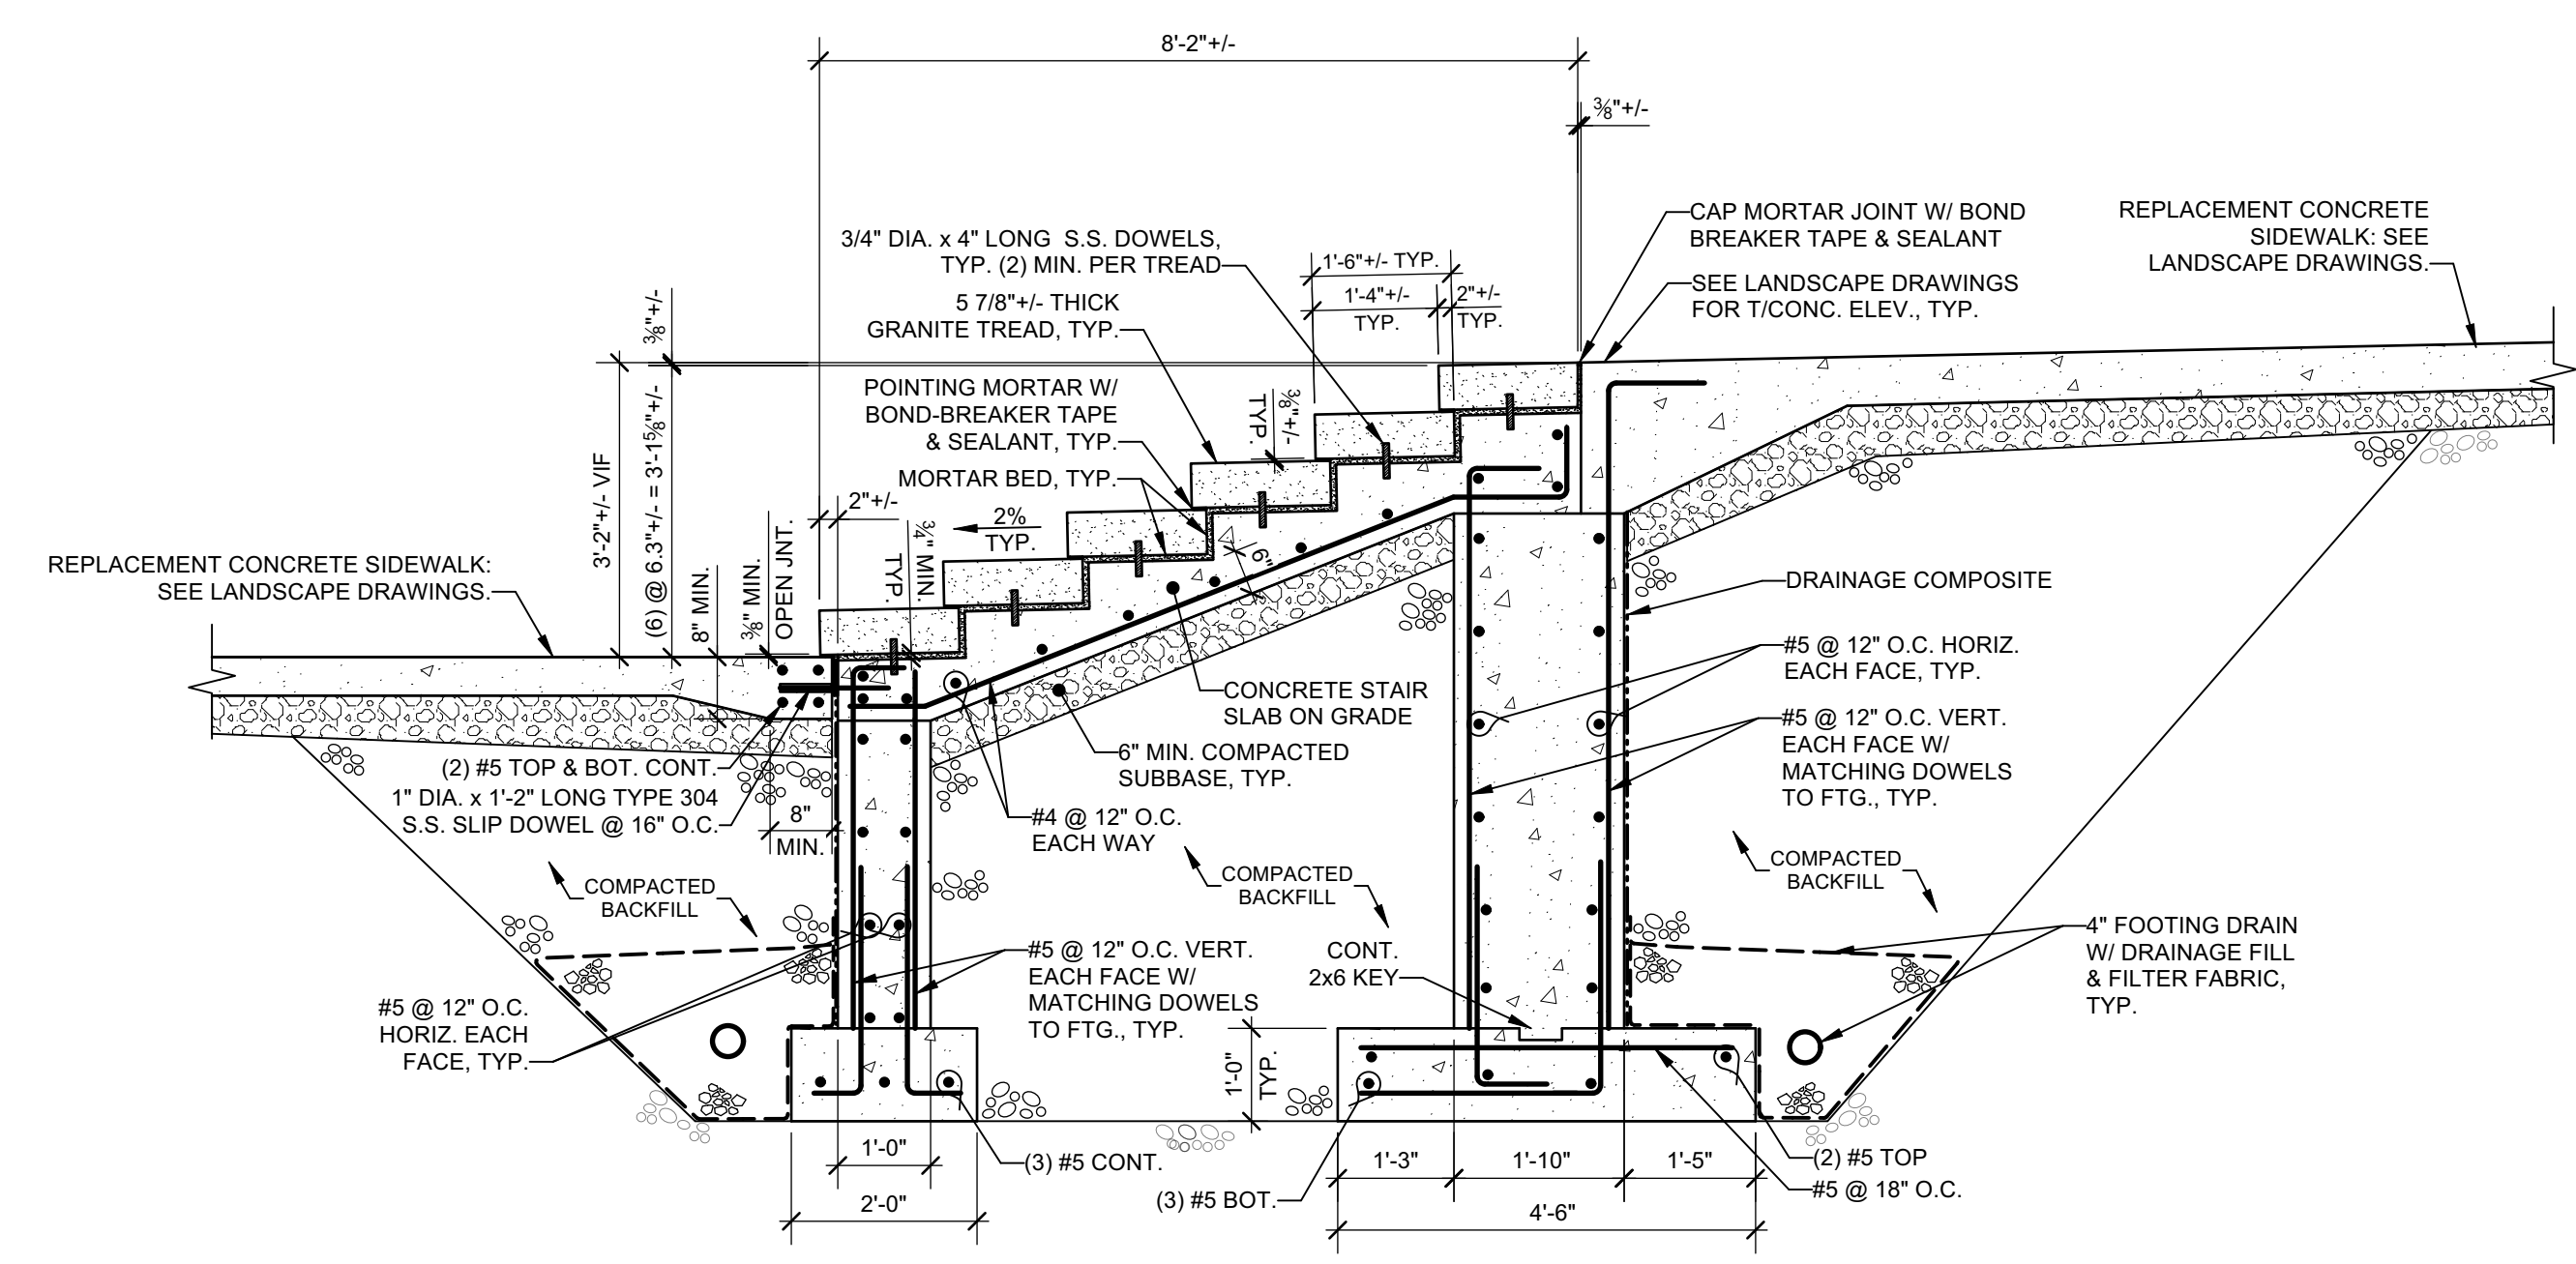 8'-2"+/-
3/8"+/-
CAP MORTAR JOINT W/ BOND
BREAKER TAPE & SEALANT
REPLACEMENT CONCRETE
SIDEWALK: SEE
LANDSCAPE DRAWINGS.
3/4" DIA. x 4" LONG S.S. DOWELS,
TYP. (2) MIN. PER TREAD
1'-6"+/- TYP.
1'-4"+/-
TYP.
2"+/-
TYP.
SEE LANDSCAPE DRAWINGS
FOR T/CONC. ELEV., TYP.
5 7/8"+/- THICK
GRANITE TREAD, TYP.
3/8"+/-
3'-2"+/- VIF
(6) @ 6.3"+/- = 3'-1 5/8"+/-
POINTING MORTAR W/
BOND-BREAKER TAPE
& SEALANT, TYP.
3/8"+/-
TYP.
MORTAR BED, TYP.
2"+/-
2%
TYP.
3/4" MIN.
TYP.
8" MIN.
3/8" MIN.
OPEN JNT.
6"
REPLACEMENT CONCRETE SIDEWALK:
SEE LANDSCAPE DRAWINGS.
DRAINAGE COMPOSITE
#5 @ 12" O.C. HORIZ.
EACH FACE, TYP.
CONCRETE STAIR
SLAB ON GRADE
#5 @ 12" O.C. VERT.
EACH FACE W/
MATCHING DOWELS
TO FTG., TYP.
6" MIN. COMPACTED
SUBBASE, TYP.
(2) #5 TOP & BOT. CONT.
1" DIA. x 1'-2" LONG TYPE 304
S.S. SLIP DOWEL @ 16" O.C.
8"
MIN.
#4 @ 12" O.C.
EACH WAY
COMPACTED
BACKFILL
COMPACTED
BACKFILL
COMPACTED
BACKFILL
CONT.
2x6 KEY
#5 @ 12" O.C. VERT.
EACH FACE W/
MATCHING DOWELS
TO FTG., TYP.
4" FOOTING DRAIN
W/ DRAINAGE FILL
& FILTER FABRIC,
TYP.
#5 @ 12" O.C.
HORIZ. EACH
FACE, TYP.
1'-0"
TYP.
1'-0"
2'-0"
(3) #5 CONT.
(3) #5 BOT.
1'-3"
1'-10"
1'-5"
4'-6"
(2) #5 TOP
#5 @ 18" O.C.